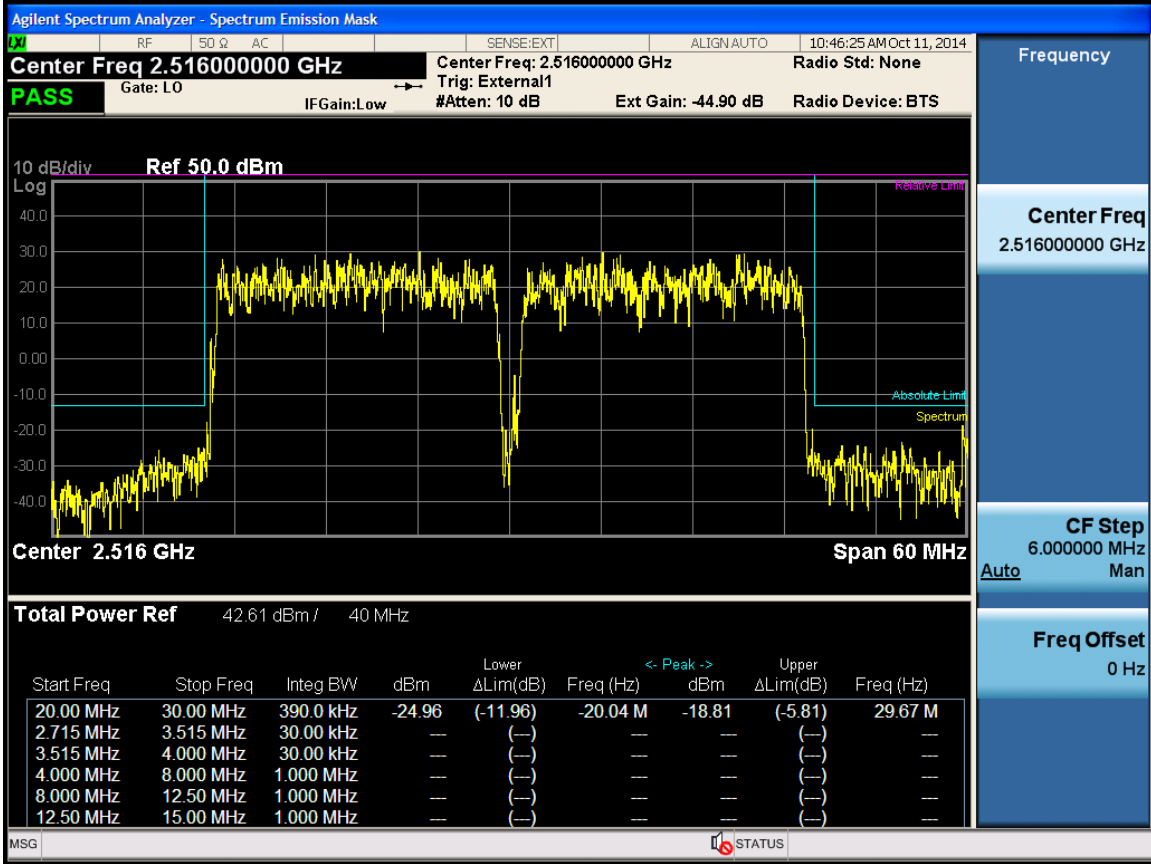 Agilent Spectrum Analyzer - Spectrum Emission Mask
LXI RF 50 Ω AC SENSE:EXT ALIGN AUTO 10:46:25 AM Oct 11, 2014
Center Freq 2.516000000 GHz
Center Freq: 2.516000000 GHz
Radio Std: None
Trig: External1
PASS
Gate: LO
IFGain:Low
#Atten: 10 dB
Ext Gain: -44.90 dB
Radio Device: BTS
10 dB/div Ref 50.0 dBm
Log
Relative Limit
40.0
30.0
20.0
10.0
0.00
-10.0
Absolute Limit
Spectrum
-20.0
-30.0
-40.0
Center 2.516 GHz Span 60 MHz
Total Power Ref 42.61 dBm / 40 MHz
Lower <- Peak -> Upper
Start Freq Stop Freq Integ BW dBm ΔLim(dB) Freq (Hz) dBm ΔLim(dB) Freq (Hz)
20.00 MHz 30.00 MHz 390.0 kHz -24.96 (-11.96) -20.04 M -18.81 (-5.81) 29.67 M
2.715 MHz 3.515 MHz 30.00 kHz --- (---) --- --- (---) ---
3.515 MHz 4.000 MHz 30.00 kHz --- (---) --- --- (---) ---
4.000 MHz 8.000 MHz 1.000 MHz --- (---) --- --- (---) ---
8.000 MHz 12.50 MHz 1.000 MHz --- (---) --- --- (---) ---
12.50 MHz 15.00 MHz 1.000 MHz --- (---) --- --- (---) ---
MSG STATUS
Frequency
Center Freq
2.516000000 GHz
CF Step
6.000000 MHz
Auto Man
Freq Offset
0 Hz